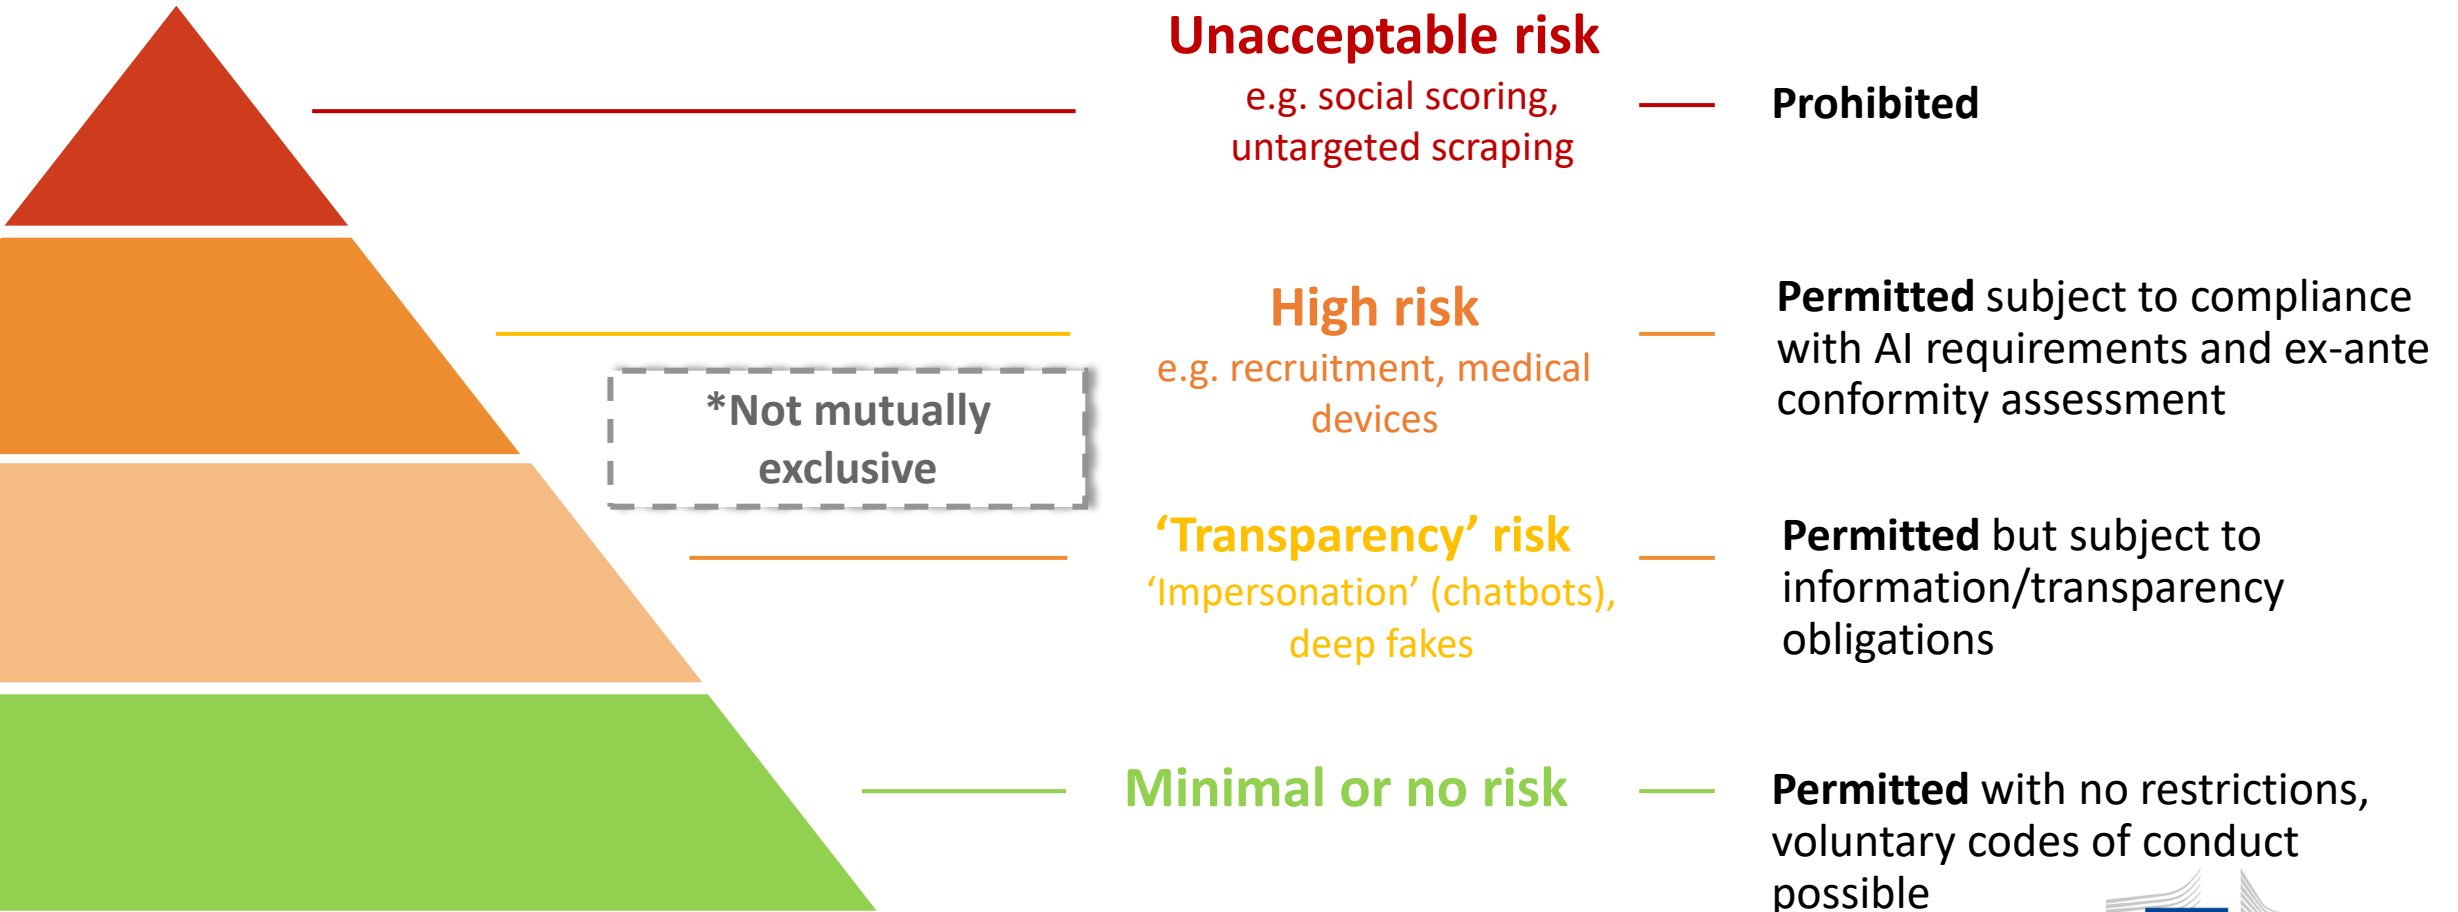 Unacceptable risk
e.g. social scoring,
untargeted scraping
Prohibited
High risk
e.g. recruitment, medical
devices
Permitted subject to compliance
with AI requirements and ex-ante
conformity assessment
*Not mutually
exclusive
‘Transparency’ risk
‘Impersonation’ (chatbots),
deep fakes
Permitted but subject to
information/transparency
obligations
Minimal or no risk
Permitted with no restrictions,
voluntary codes of conduct
possible